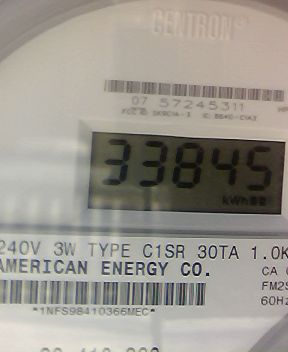 CENTRON®
07 57245311
33845
kWh
240V 3W TYPE C1SR 30TA 1.0K
AMERICAN ENERGY CO.
CA
FM2S
60Hz
*1NFS98410366MEC*